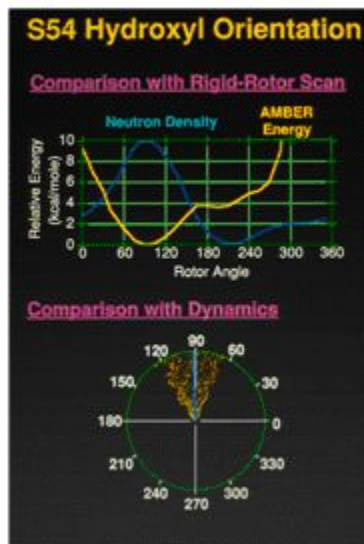 S54 Hydroxyl Orientation
Comparison with Rigid-Rotor Scan
Neutron Density
AMBER
Energy
Relative Energy
(kcal/mole)
10
8
6
4
2
0
0 60 120 180 240 300 360
Rotor Angle
Comparison with Dynamics
90
120 60
150 30
180 0
210 330
240 300
270